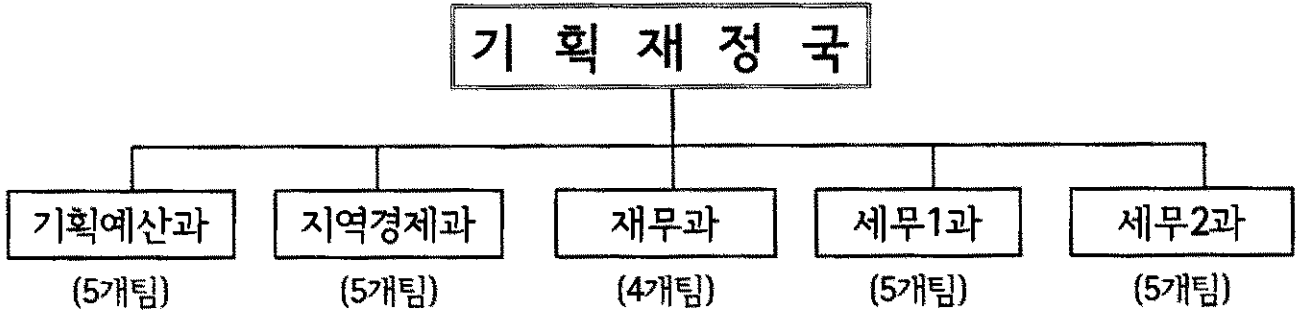 기 획 재 정 국
기획예산과 지역경제과 재무과 세무1과 세무2과
(5개팀) (5개팀) (4개팀) (5개팀) (5개팀)